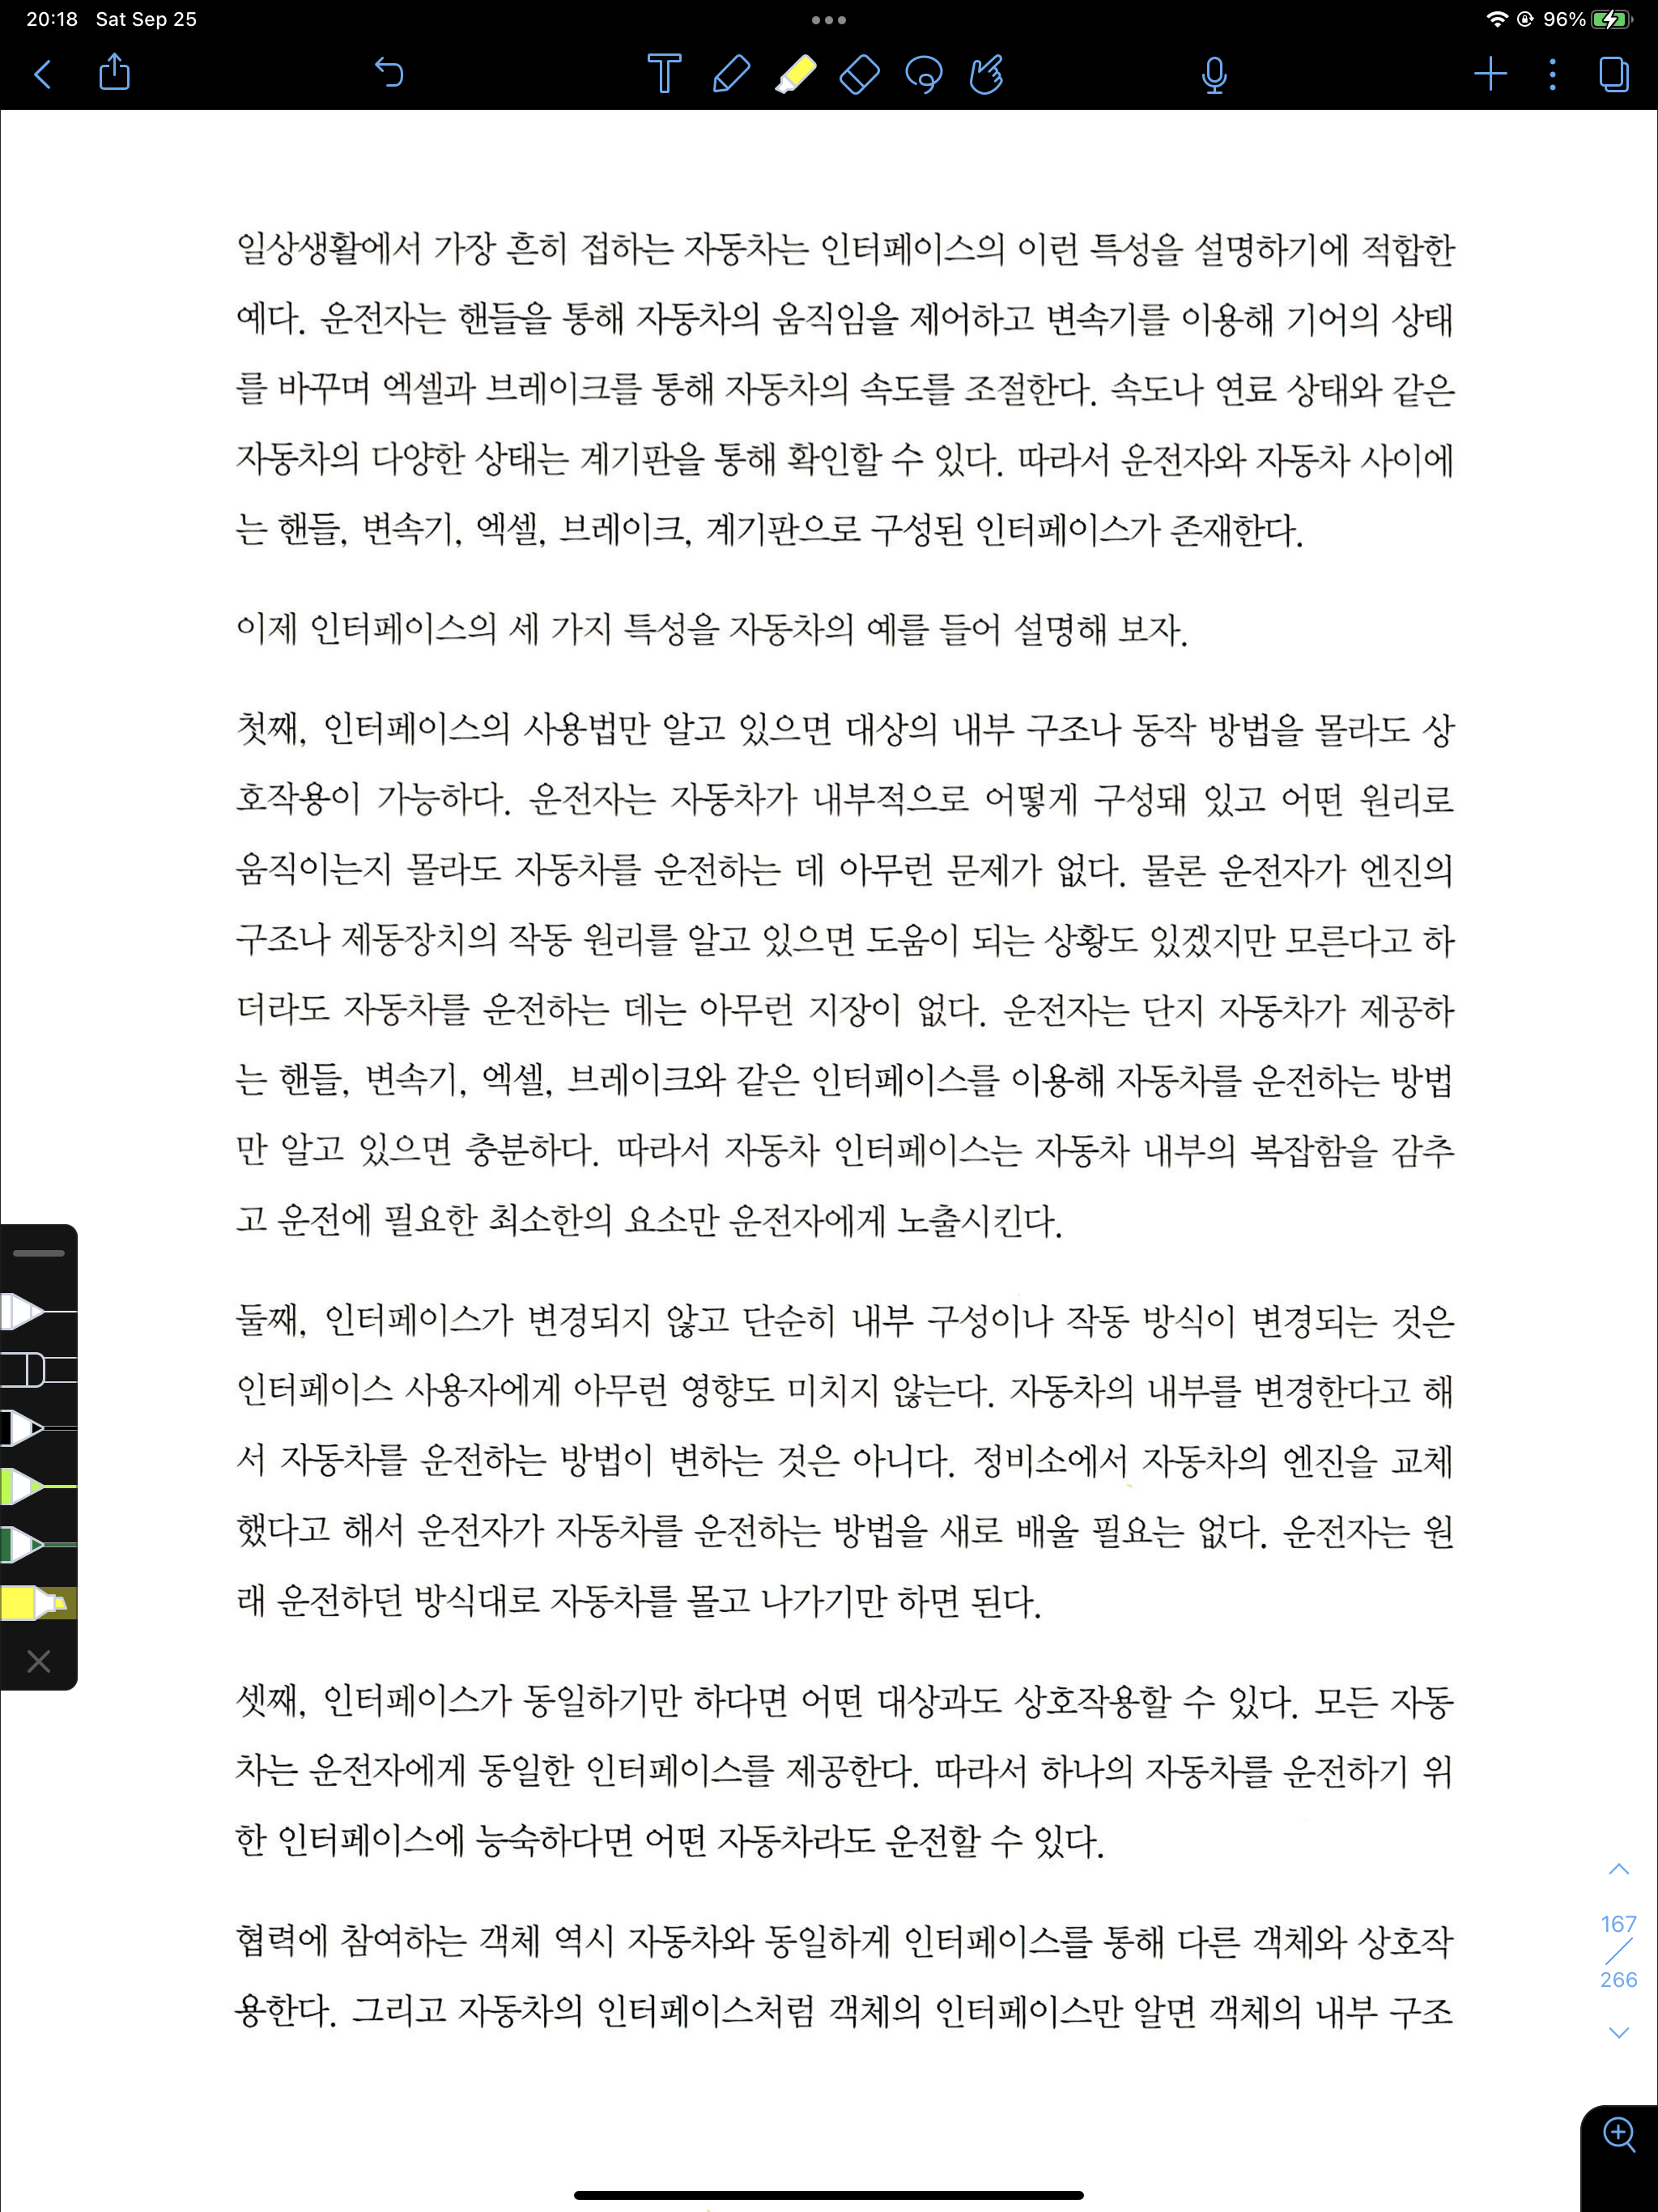 20:18 Sat Sep 25
96%
일상생활에서 가장 흔히 접하는 자동차는 인터페이스의 이런 특성을 설명하기에 적합한
예다. 운전자는 핸들을 통해 자동차의 움직임을 제어하고 변속기를 이용해 기어의 상태
를 바꾸며 엑셀과 브레이크를 통해 자동차의 속도를 조절한다. 속도나 연료 상태와 같은
자동차의 다양한 상태는 계기판을 통해 확인할 수 있다. 따라서 운전자와 자동차 사이에
는 핸들, 변속기, 엑셀, 브레이크, 계기판으로 구성된 인터페이스가 존재한다.
이제 인터페이스의 세 가지 특성을 자동차의 예를 들어 설명해 보자.
첫째, 인터페이스의 사용법만 알고 있으면 대상의 내부 구조나 동작 방법을 몰라도 상
호작용이 가능하다. 운전자는 자동차가 내부적으로 어떻게 구성돼 있고 어떤 원리로
움직이는지 몰라도 자동차를 운전하는 데 아무런 문제가 없다. 물론 운전자가 엔진의
구조나 제동장치의 작동 원리를 알고 있으면 도움이 되는 상황도 있겠지만 모른다고 하
더라도 자동차를 운전하는 데는 아무런 지장이 없다. 운전자는 단지 자동차가 제공하
는 핸들, 변속기, 엑셀, 브레이크와 같은 인터페이스를 이용해 자동차를 운전하는 방법
만 알고 있으면 충분하다. 따라서 자동차 인터페이스는 자동차 내부의 복잡함을 감추
고 운전에 필요한 최소한의 요소만 운전자에게 노출시킨다.
둘째, 인터페이스가 변경되지 않고 단순히 내부 구성이나 작동 방식이 변경되는 것은
인터페이스 사용자에게 아무런 영향도 미치지 않는다. 자동차의 내부를 변경한다고 해
서 자동차를 운전하는 방법이 변하는 것은 아니다. 정비소에서 자동차의 엔진을 교체
했다고 해서 운전자가 자동차를 운전하는 방법을 새로 배울 필요는 없다. 운전자는 원
래 운전하던 방식대로 자동차를 몰고 나가기만 하면 된다.
셋째, 인터페이스가 동일하기만 하다면 어떤 대상과도 상호작용할 수 있다. 모든 자동
차는 운전자에게 동일한 인터페이스를 제공한다. 따라서 하나의 자동차를 운전하기 위
한 인터페이스에 능숙하다면 어떤 자동차라도 운전할 수 있다.
협력에 참여하는 객체 역시 자동차와 동일하게 인터페이스를 통해 다른 객체와 상호작
용한다. 그리고 자동차의 인터페이스처럼 객체의 인터페이스만 알면 객체의 내부 구조
167
266